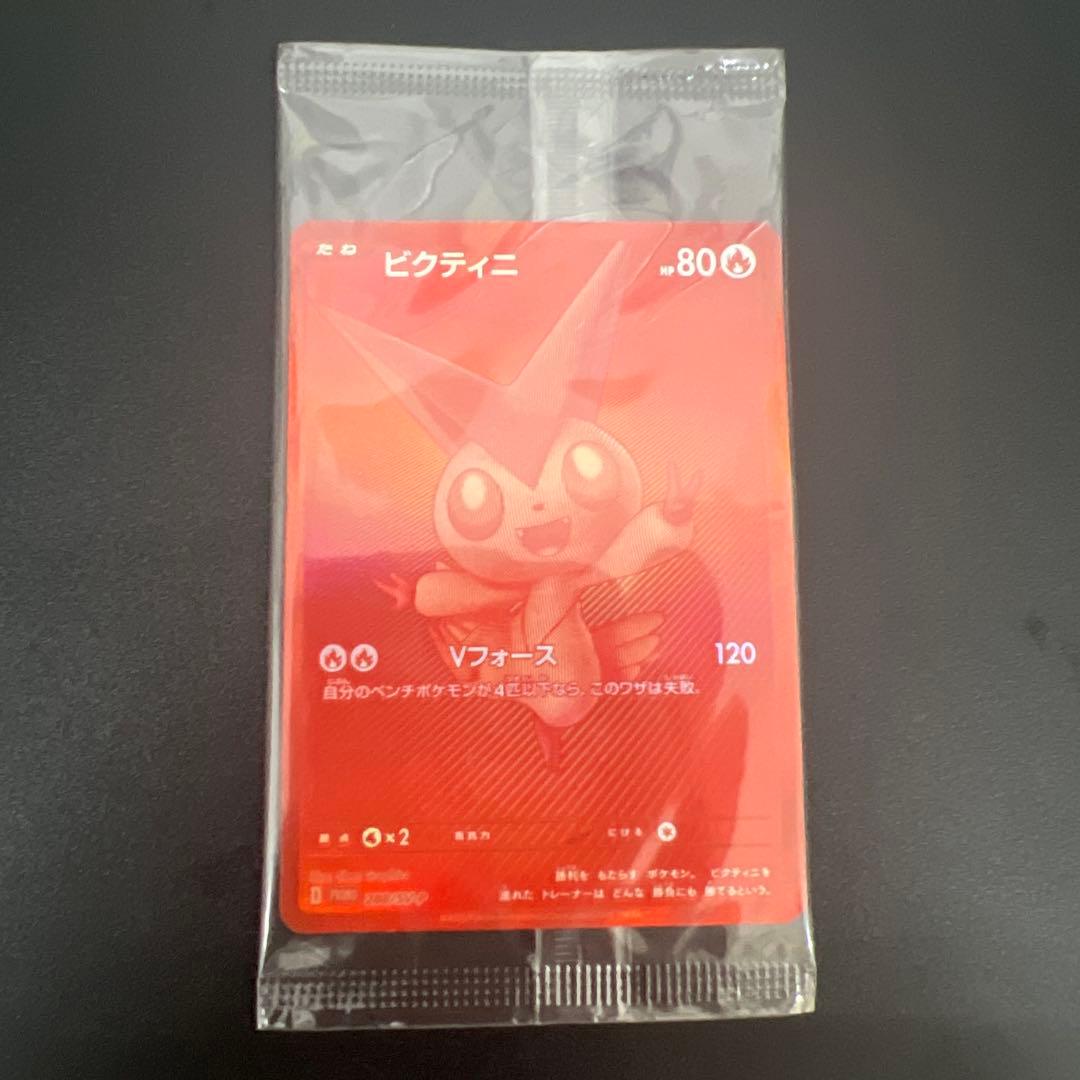 たね ビクティニ HP80
Vフォース 120
自分のベンチポケモンが4匹以下なら、このワザは失敗。
弱点 ×2 抵抗力 にげる
勝利を もたらす ポケモン。 ビクティニを
連れた トレーナーは どんな 勝負にも 勝てるという。